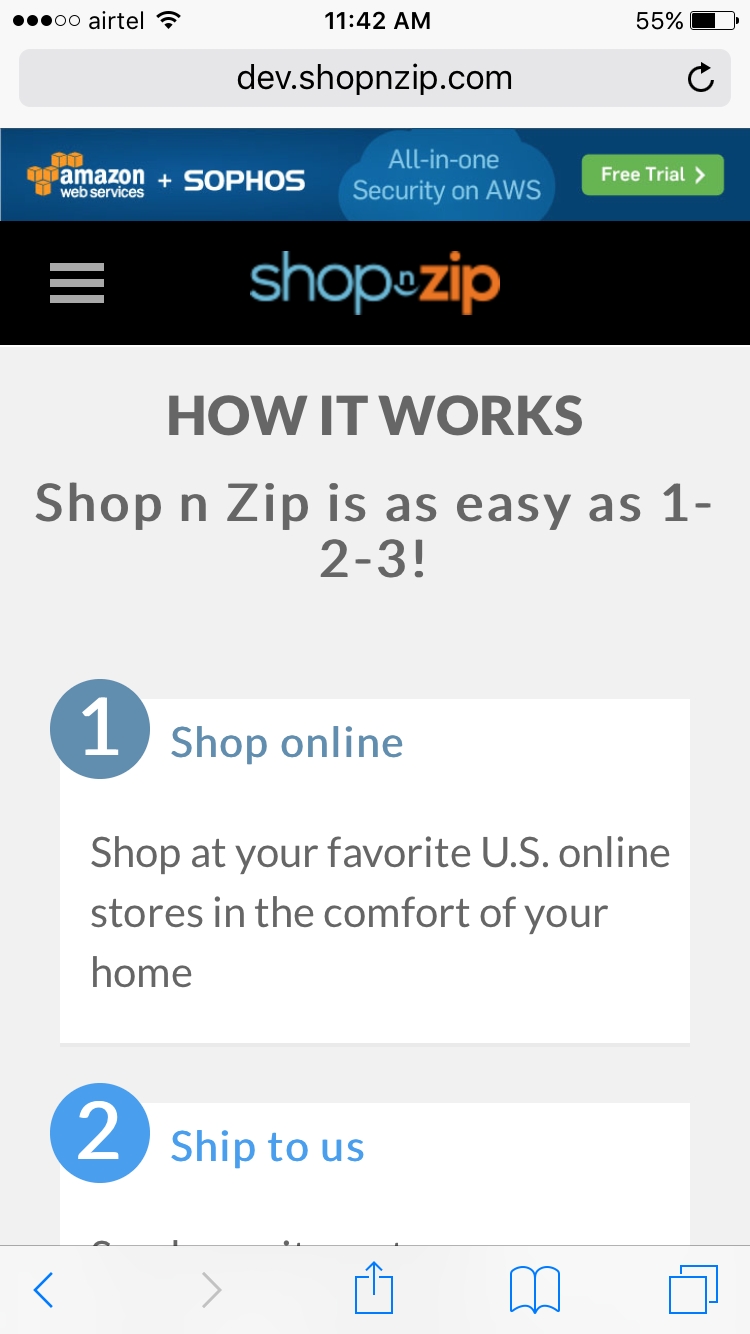 airtel 11:42 AM 55%
dev.shopnzip.com
amazon web services + SOPHOS All-in-one Security on AWS Free Trial
shop n zip
HOW IT WORKS
Shop n Zip is as easy as 1-
2-3!
1 Shop online
Shop at your favorite U.S. online
stores in the comfort of your
home
2 Ship to us